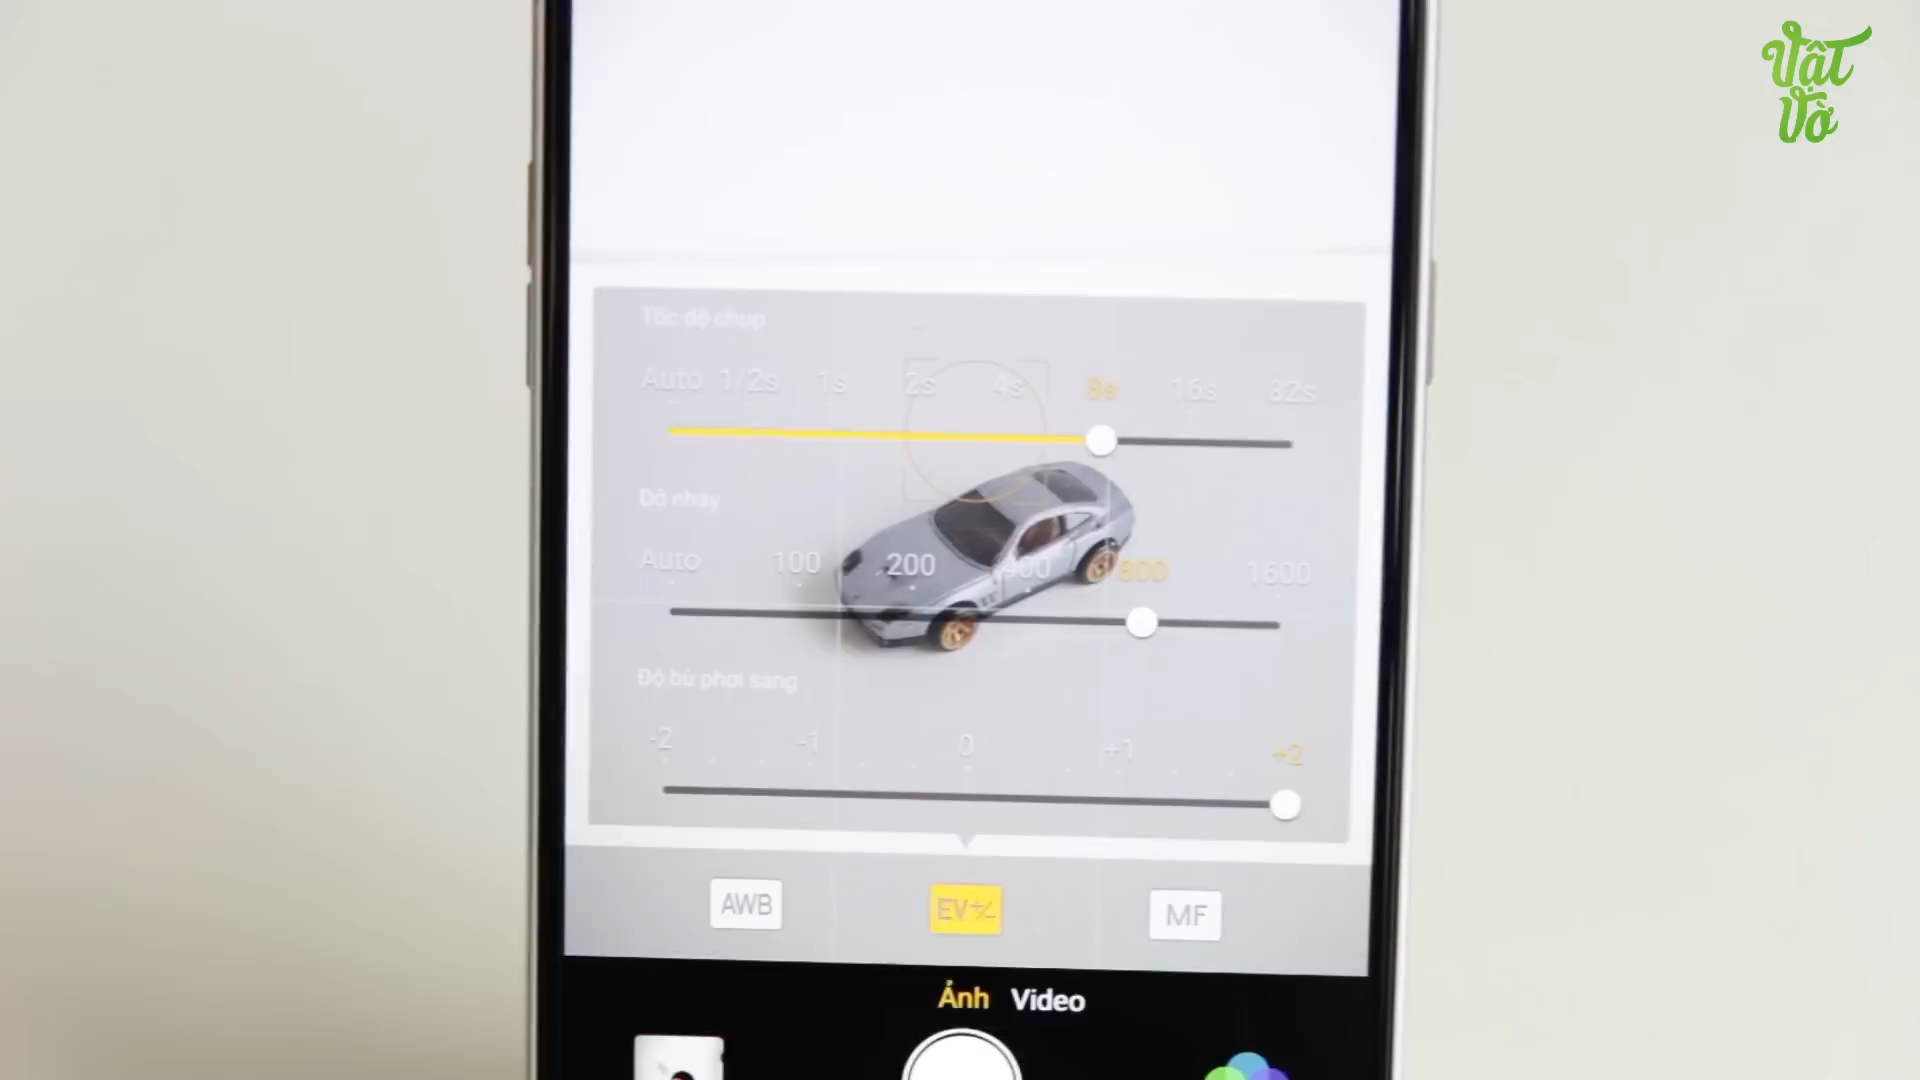 Vật
Vờ
Tốc độ chụp
Auto 1/2s 1s 2s 4s 8s 16s 32s
Độ nhạy
Auto 100 200 400 800 1600
Độ bù phơi sáng
-2 -1 0 +1 +2
AWB EV+/- MF
Ảnh Video